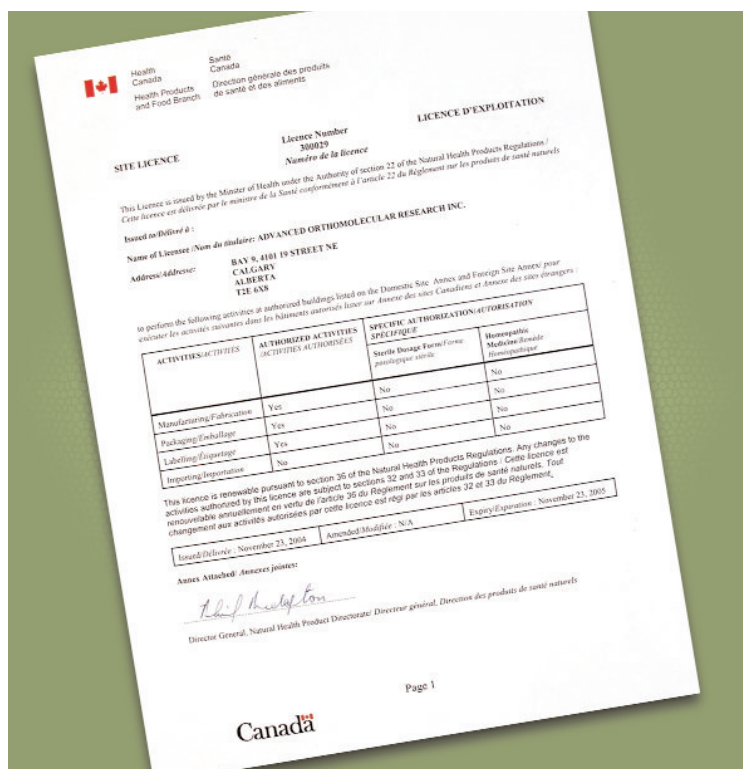 Health
Canada
Santé
Canada
Health Products
and Food Branch
Direction générale des produits
de santé et des aliments
SITE LICENCE
Licence Number
300029
Numéro de la licence
LICENCE D'EXPLOITATION
This Licence is issued by the Minister of Health under the Authority of section 22 of the Natural Health Products Regulations./
Cette licence est délivrée par le ministre de la Santé conformément à l'article 22 du Règlement sur les produits de santé naturels
Issued to/Délivré à :
Name of Licensee /Nom du titulaire: ADVANCED ORTHOMOLECULAR RESEARCH INC.
Address/Addresse:
BAY 9, 4101 19 STREET NE
CALGARY
ALBERTA
T2E 6X8
to perform the following activities at authorized buildings listed on the Domestic Site Annex and Foreign Site Annex/ pour
exécuter les activités suivantes dans les bâtiments autorisés lister sur Annexe des sites Canadiens et Annexe des sites étrangers :
ACTIVITIES/ACTIVITÉS
AUTHORIZED ACTIVITIES
/ACTIVITIÉS AUTHORISÉES
SPECIFIC AUTHORIZATION/AUTORISATION
SPÉCIFIQUE
Sterile Dosage Form/Forme
posologique stérile
Homeopathic
Medicine/Remède
Homéopathique
Manufacturing/Fabrication Yes No No
Packaging/Emballage Yes No No
Labelling/Étiquetage Yes No No
Importing/Importation No No No
This licence is renewable pursuant to section 36 of the Natural Health Products Regulations. Any changes to the
activities authorized by this licence are subject to sections 32 and 33 of the Regulations / Cette licence est
renouvelable annuellement en vertu de l'article 36 du Règlement sur les produits de santé naturels. Tout
changement aux activités autorisées par cette licence est régi par les articles 32 et 33 du Règlement.
Issued/Délivrée : November 23, 2004 Amended/Modifiée : N/A Expiry/Expiration : November 23, 2005
Annex Attached/ Annexes jointes:
Director General, Natural Health Product Directorate/ Directeur général, Direction des produits de santé naturels
Page 1
Canada